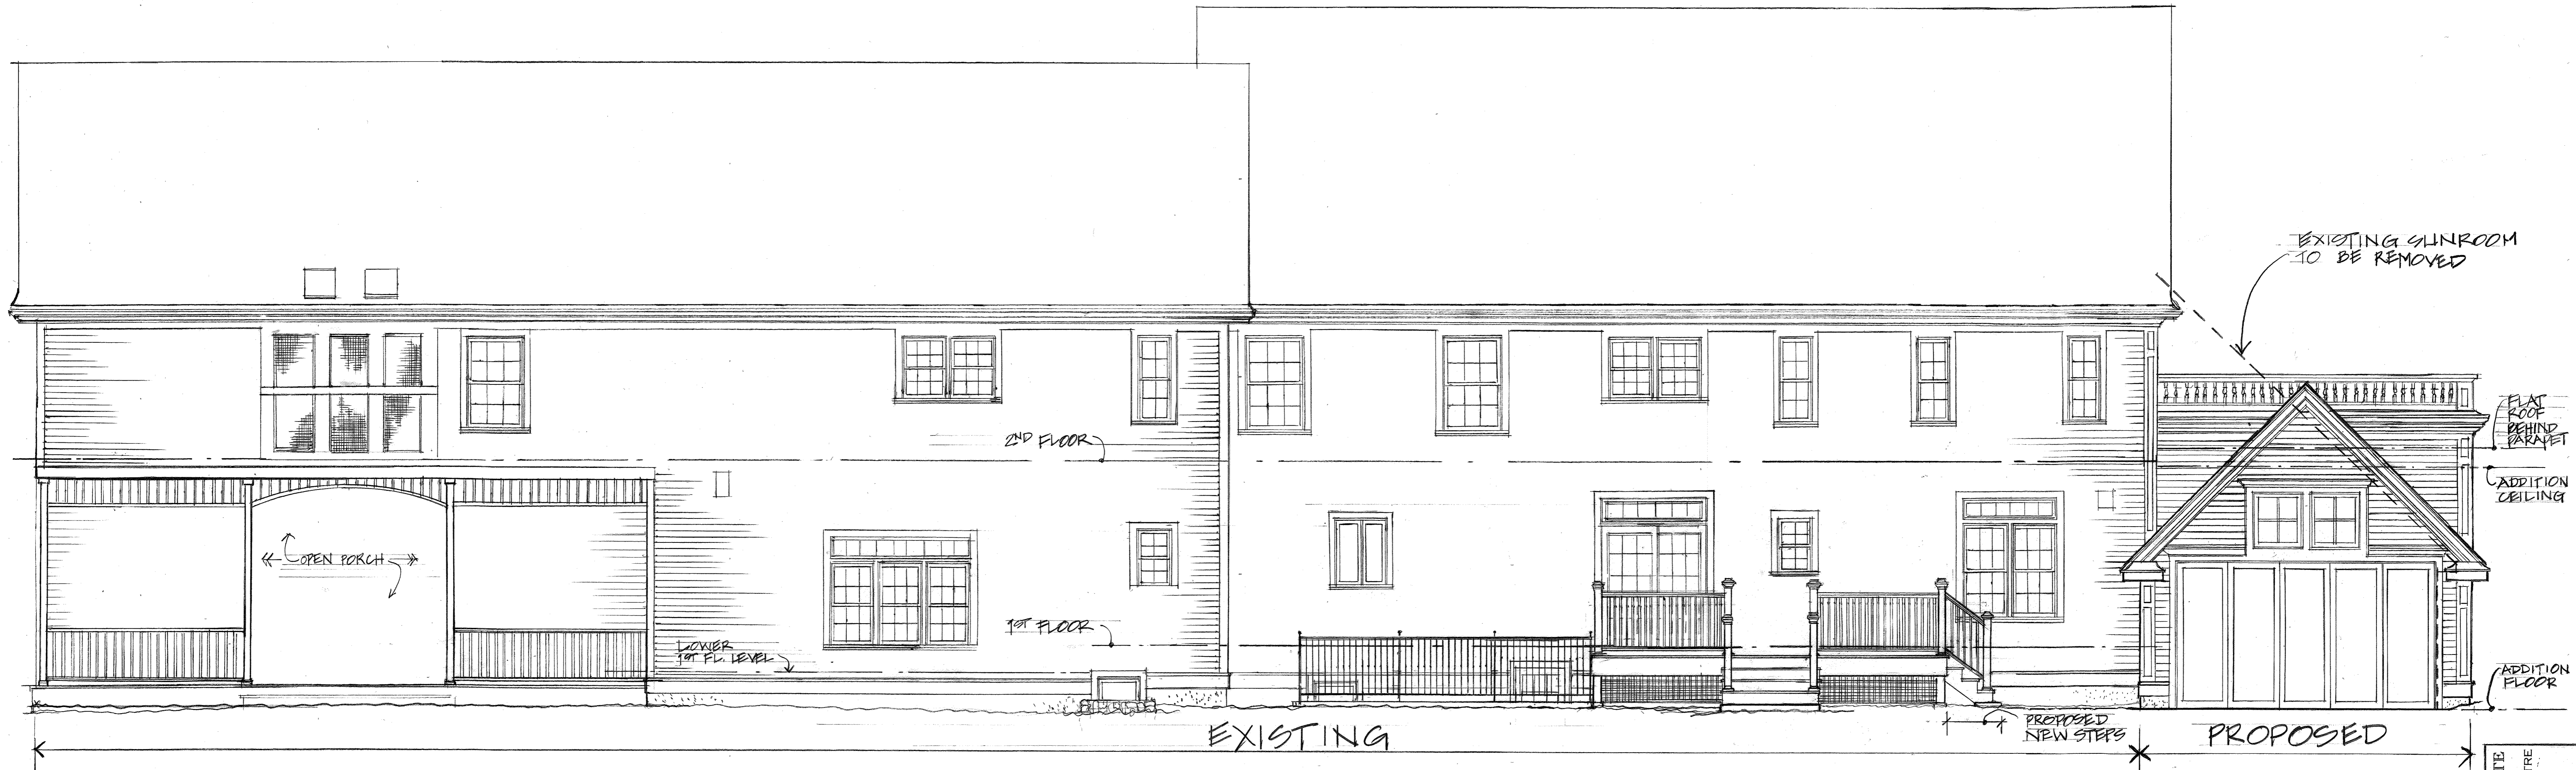 EXISTING SUNROOM
TO BE REMOVED
FLAT
ROOF
BEHIND
PARAPET
2ND FLOOR
ADDITION
CEILING
OPEN PORCH
1ST FLOOR
LOWER
1ST FL. LEVEL
ADDITION
FLOOR
PROPOSED
NEW STEPS
EXISTING
PROPOSED